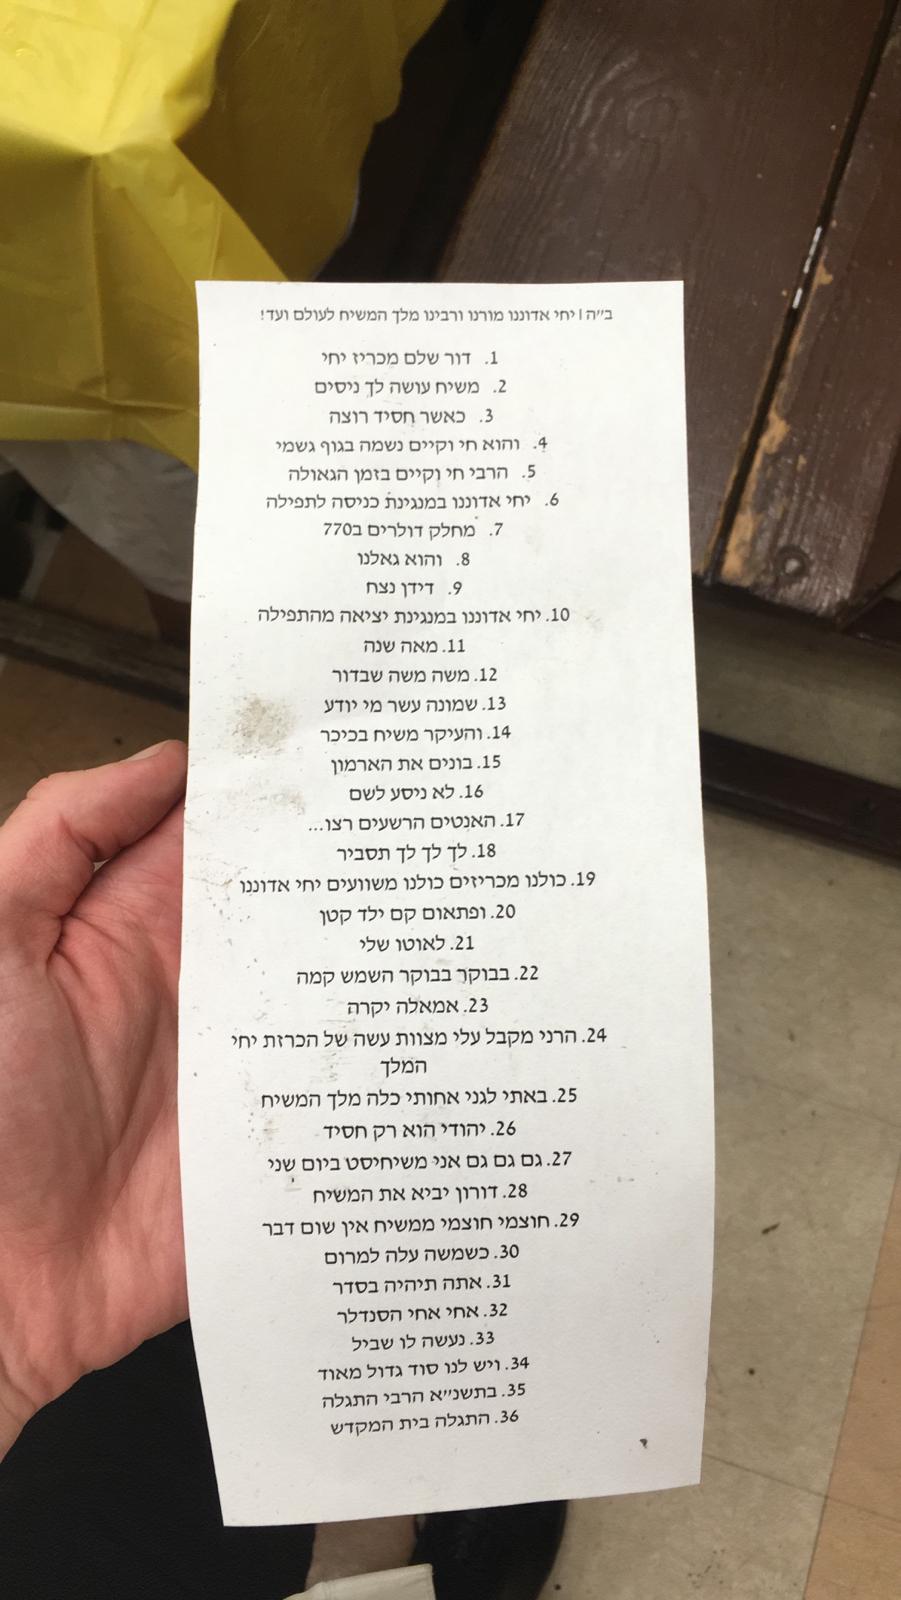 ב״ה | יחי אדוננו מורנו ורבינו מלך המשיח לעולם ועד!
1. דור שלם מכריז יחי
2. משיח עושה לך ניסים
3. כאשר חסיד רוצה
4. והוא חי וקיים נשמה בגוף גשמי
5. הרבי חי וקיים בזמן הגאולה
6. יחי אדוננו במנגינת כניסה לתפילה
7. מחלק דולרים ב770
8. והוא גאלנו
9. דידן נצח
10. יחי אדוננו במנגינת יציאה מהתפילה
11. מאה שנה
12. משה משה שבדור
13. שמונה עשר מי יודע
14. והעיקר משיח בכיכר
15. בונים את הארמון
16. לא ניסע לשם
17. האנטים הרשעים רצו...
18. לך לך לך תסביר
19. כולנו מכריזים כולנו משוועים יחי אדוננו
20. ופתאום קם ילד קטן
21. לאוטו שלי
22. בבוקר בבוקר השמש קמה
23. אמאלה יקרה
24. הרני מקבל עלי מצוות עשה של הכרזת יחי
המלך
25. באתי לגני אחותי כלה מלך המשיח
26. יהודי הוא רק חסיד
27. גם גם גם אני משיחיסט ביום שני
28. דורון יביא את המשיח
29. חוצמי חוצמי ממשיח אין שום דבר
30. כשמשה עלה למרום
31. אתה תיהיה בסדר
32. אחי אחי הסנדלר
33. נעשה לו שביל
34. ויש לנו סוד גדול מאוד
35. בתשנ״א הרבי התגלה
36. התגלה בית המקדש